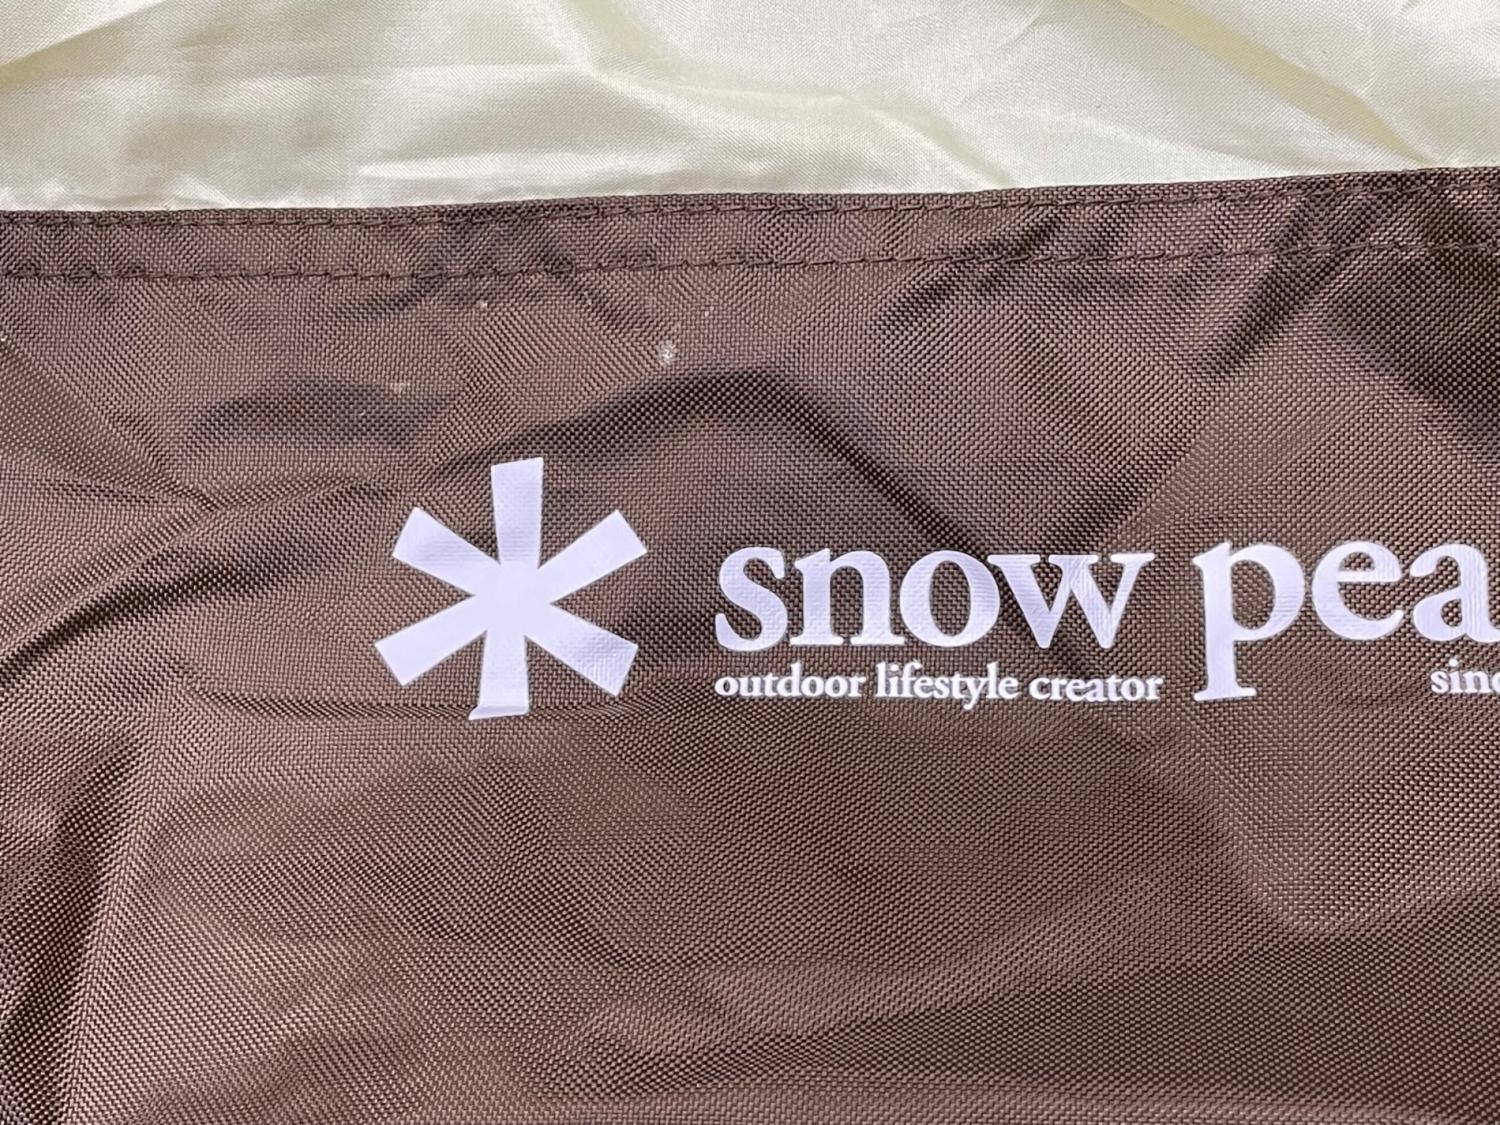 snow pea
outdoor lifestyle creator
sinc